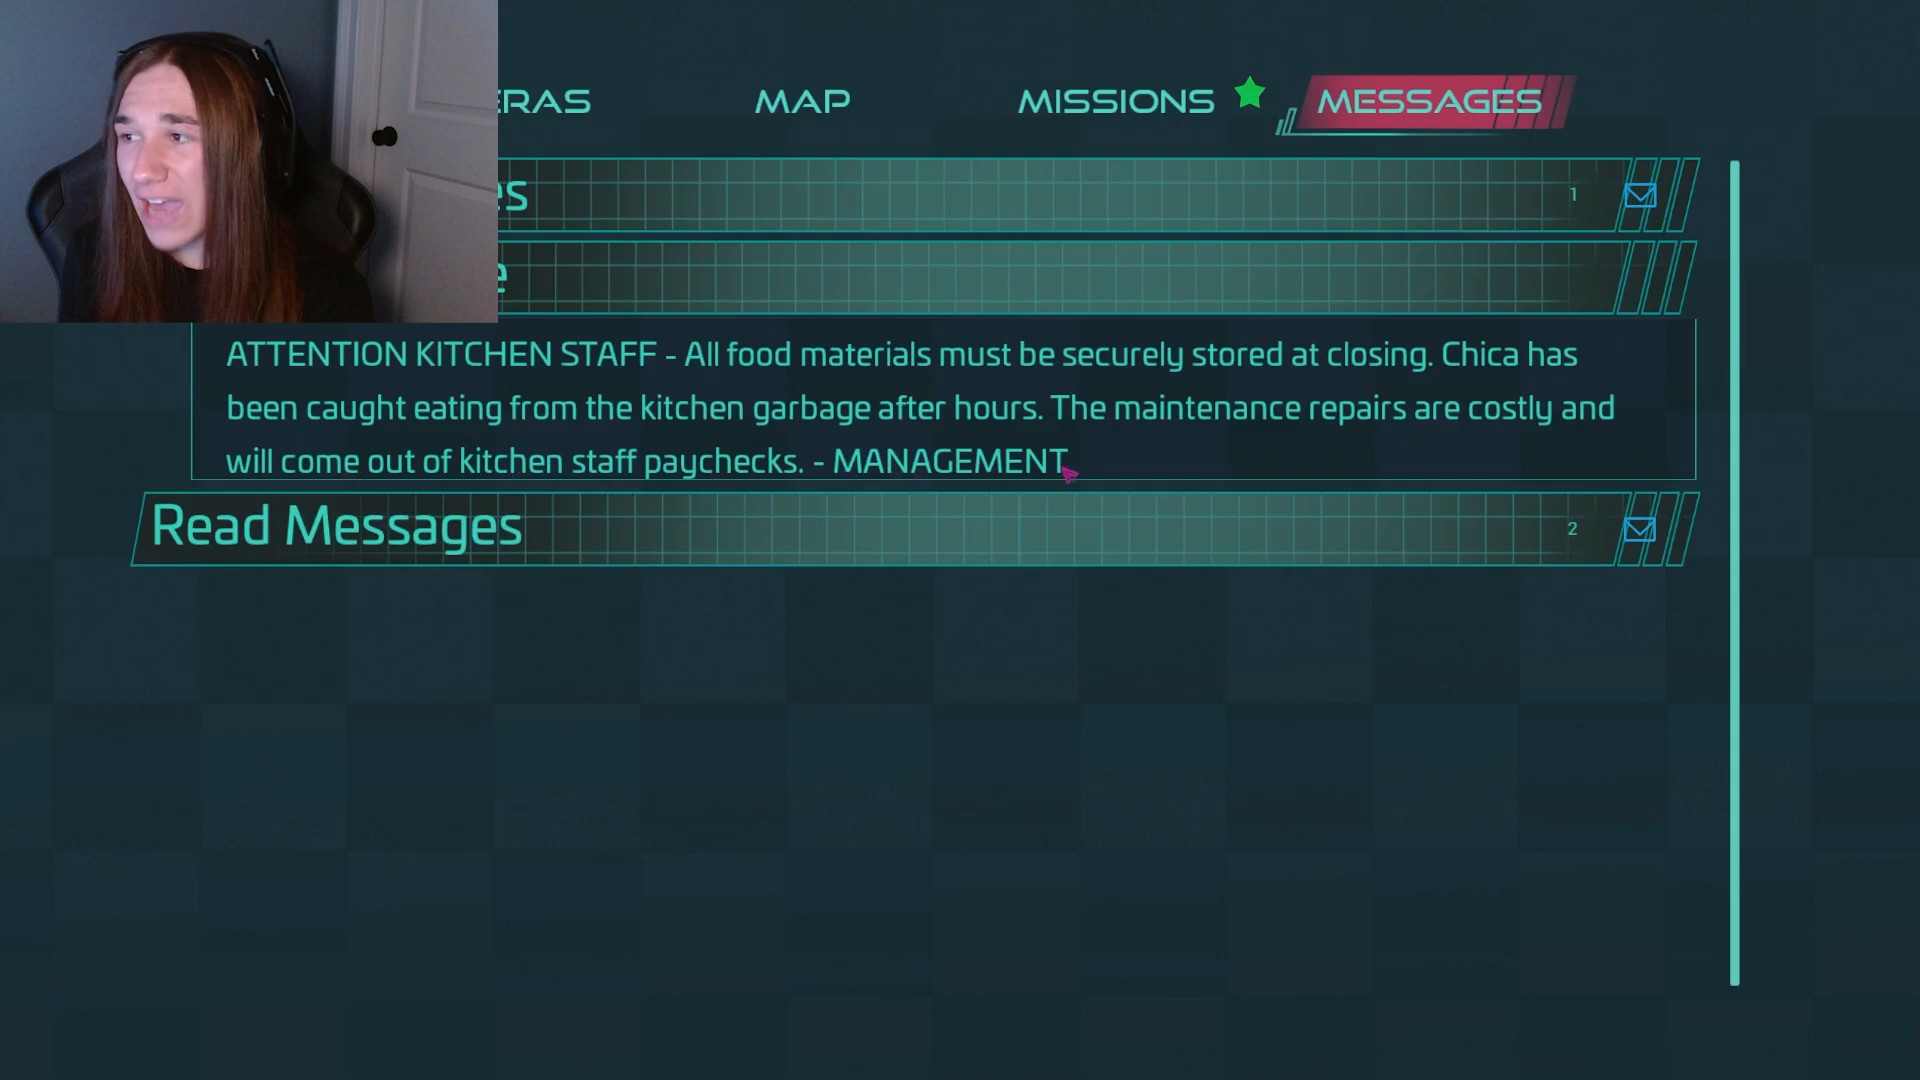 MAP
MISSIONS
MESSAGES
1
ATTENTION KITCHEN STAFF - All food materials must be securely stored at closing. Chica has
been caught eating from the kitchen garbage after hours. The maintenance repairs are costly and
will come out of kitchen staff paychecks. - MANAGEMENT
Read Messages
2